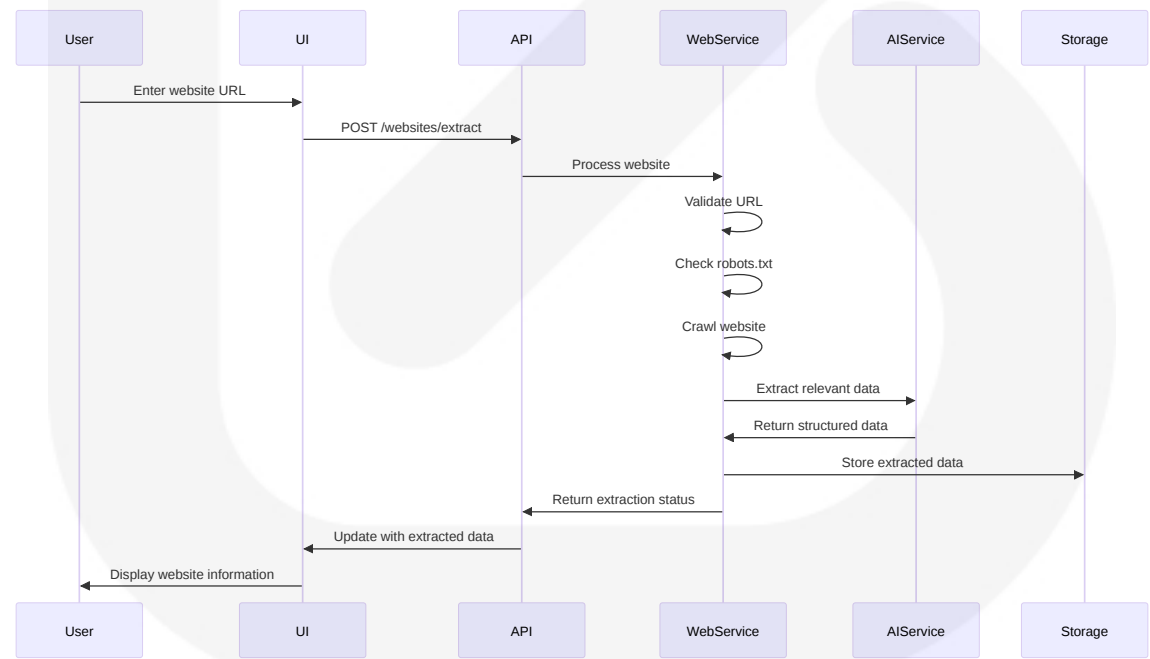 User
UI
API
WebService
AIService
Storage
Enter website URL
POST /websites/extract
Process website
Validate URL
Check robots.txt
Crawl website
Extract relevant data
Return structured data
Store extracted data
Return extraction status
Update with extracted data
Display website information
User
UI
API
WebService
AIService
Storage